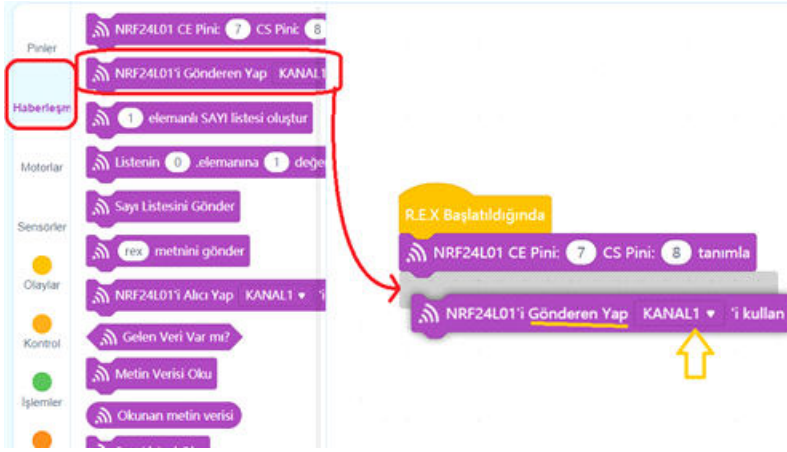 Pinler
Haberleşm
Motorlar
Sensörler
Olaylar
Kontrol
İşlemler
NRF24L01 CE Pini: 7 CS Pini: 8
NRF24L01'i Gönderen Yap KANAL1
1 elemanlı SAYI listesi oluştur
Listenin 0 .elemanına 1 değe
Sayı Listesini Gönder
rex metnini gönder
NRF24L01'i Alıcı Yap KANAL1 'i
Gelen Veri Var mı?
Metin Verisi Oku
Okunan metin verisi
R.E.X Başlatıldığında
NRF24L01 CE Pini: 7 CS Pini: 8 tanımla
NRF24L01'i Gönderen Yap KANAL1 'i kullan